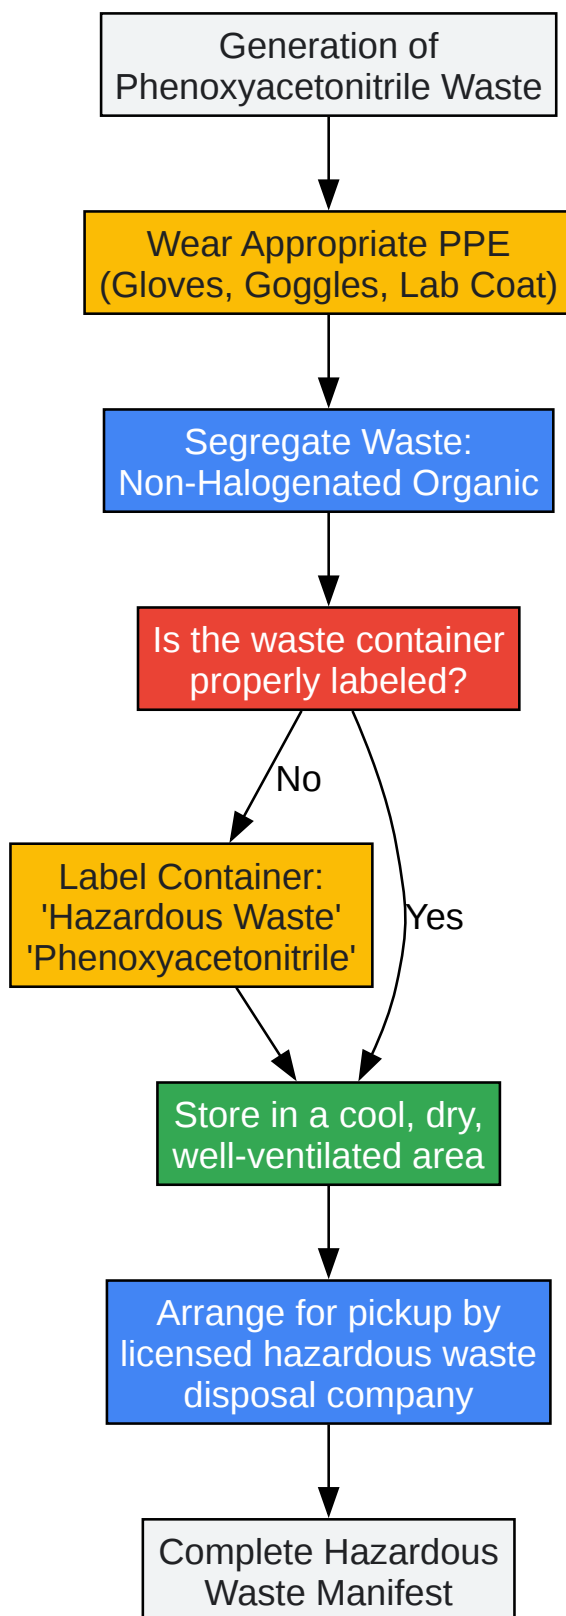 Generation of
Phenoxyacetonitrile Waste
Wear Appropriate PPE
(Gloves, Goggles, Lab Coat)
Segregate Waste:
Non-Halogenated Organic
Is the waste container
properly labeled?
No
Label Container:
'Hazardous Waste'
'Phenoxyacetonitrile'
Yes
Store in a cool, dry,
well-ventilated area
Arrange for pickup by
licensed hazardous waste
disposal company
Complete Hazardous
Waste Manifest